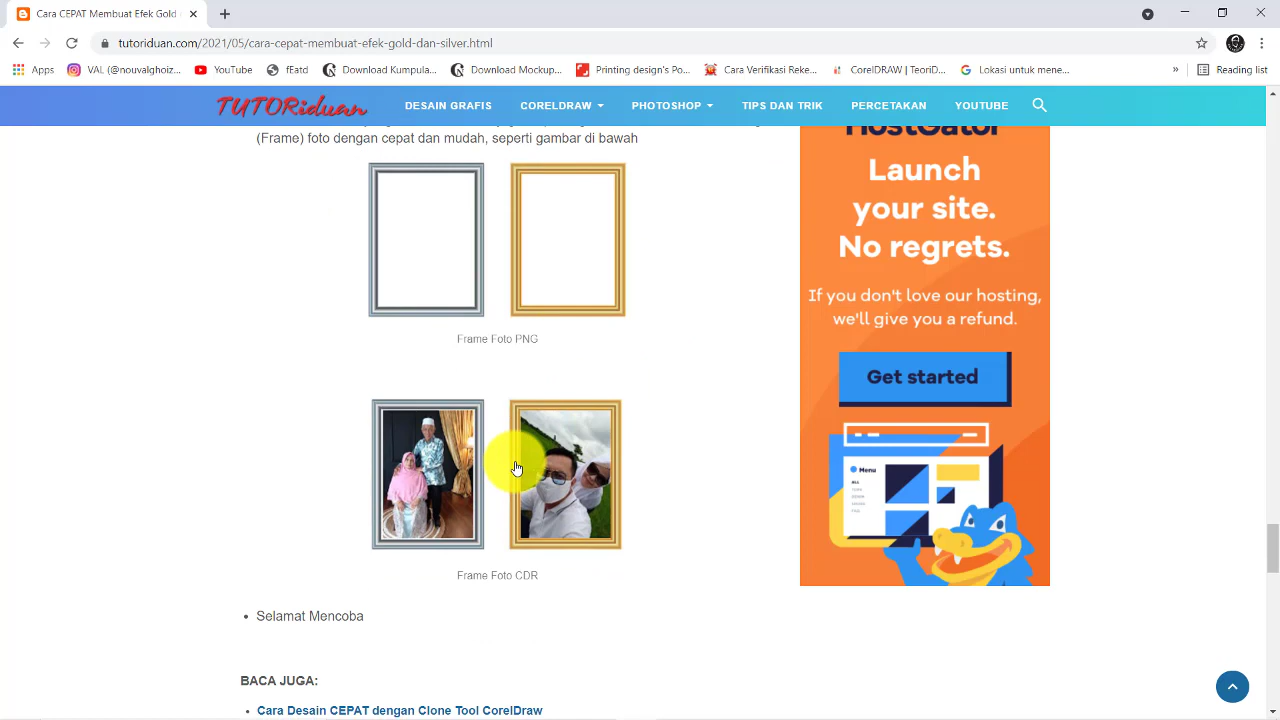 Cara CEPAT Membuat Efek Gold
tutoriduan.com/2021/05/cara-cepat-membuat-efek-gold-dan-silver.html
Apps
VAL (@nouvalghoiz...
YouTube
fEatd
Download Kumpula...
Download Mockup...
Printing design's Po...
Cara Verifikasi Reke...
CorelDRAW | TeoriD...
Lokasi untuk menca...
»
Reading list
TUTORiduan
DESAIN GRAFIS
CORELDRAW
PHOTOSHOP
TIPS DAN TRIK
PERCETAKAN
YOUTUBE
(Frame) foto dengan cepat dan mudah, seperti gambar di bawah
Frame Foto PNG
Frame Foto CDR
• Selamat Mencoba
BACA JUGA:
• Cara Desain CEPAT dengan Clone Tool CorelDraw
HostGator
Launch
your site.
No regrets.
If you don't love our hosting,
we'll give you a refund.
Get started
Menu